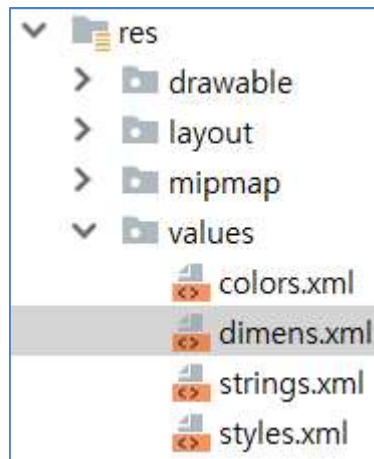 res
drawable
layout
mipmap
values
colors.xml
dimens.xml
strings.xml
styles.xml